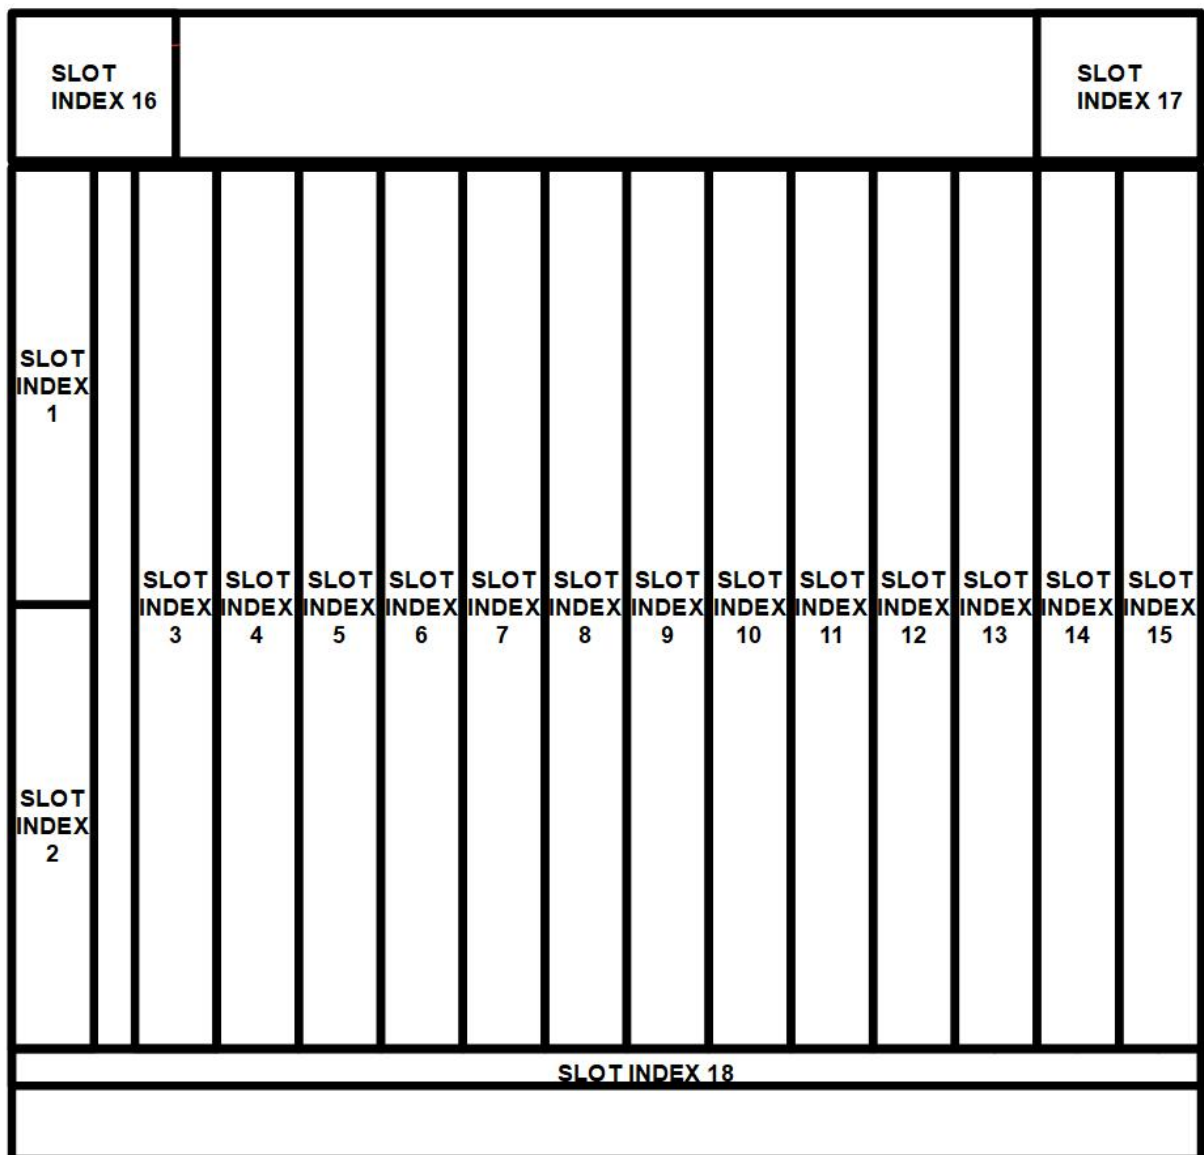 SLOT
INDEX 16
SLOT
INDEX 17
SLOT
INDEX
1
SLOT
INDEX
2
SLOT
INDEX
3
SLOT
INDEX
4
SLOT
INDEX
5
SLOT
INDEX
6
SLOT
INDEX
7
SLOT
INDEX
8
SLOT
INDEX
9
SLOT
INDEX
10
SLOT
INDEX
11
SLOT
INDEX
12
SLOT
INDEX
13
SLOT
INDEX
14
SLOT
INDEX
15
SLOT INDEX 18